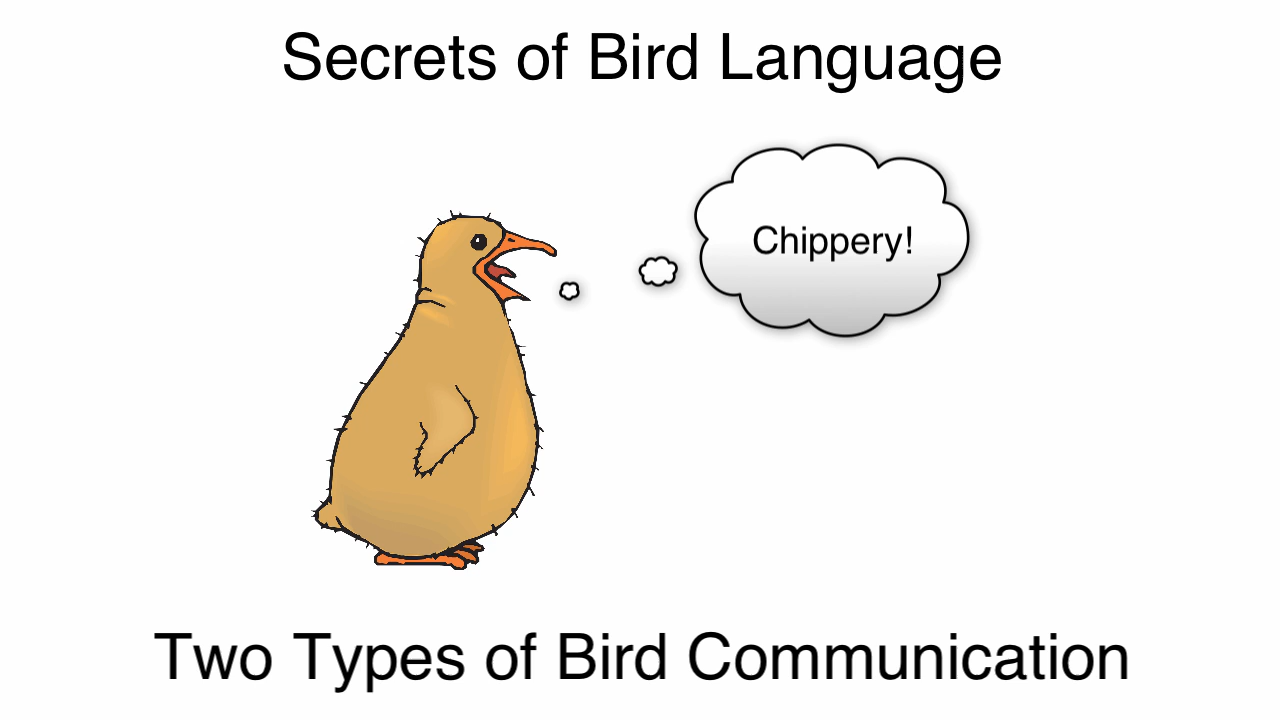 Secrets of Bird Language
Chippery!
Two Types of Bird Communication